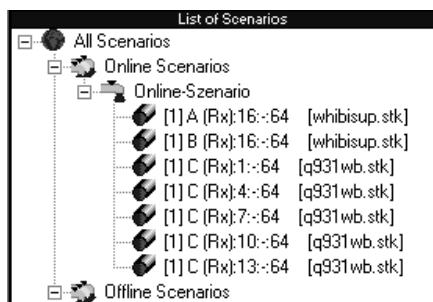 List of Scenarios
All Scenarios
Online Scenarios
Online-Szenario
[1] A (Rx):16:-:64 [whibisup.stk]
[1] B (Rx):16:-:64 [whibisup.stk]
[1] C (Rx):1:-:64 [q931wb.stk]
[1] C (Rx):4:-:64 [q931wb.stk]
[1] C (Rx):7:-:64 [q931wb.stk]
[1] C (Rx):10:-:64 [q931wb.stk]
[1] C (Rx):13:-:64 [q931wb.stk]
Offline Scenarios